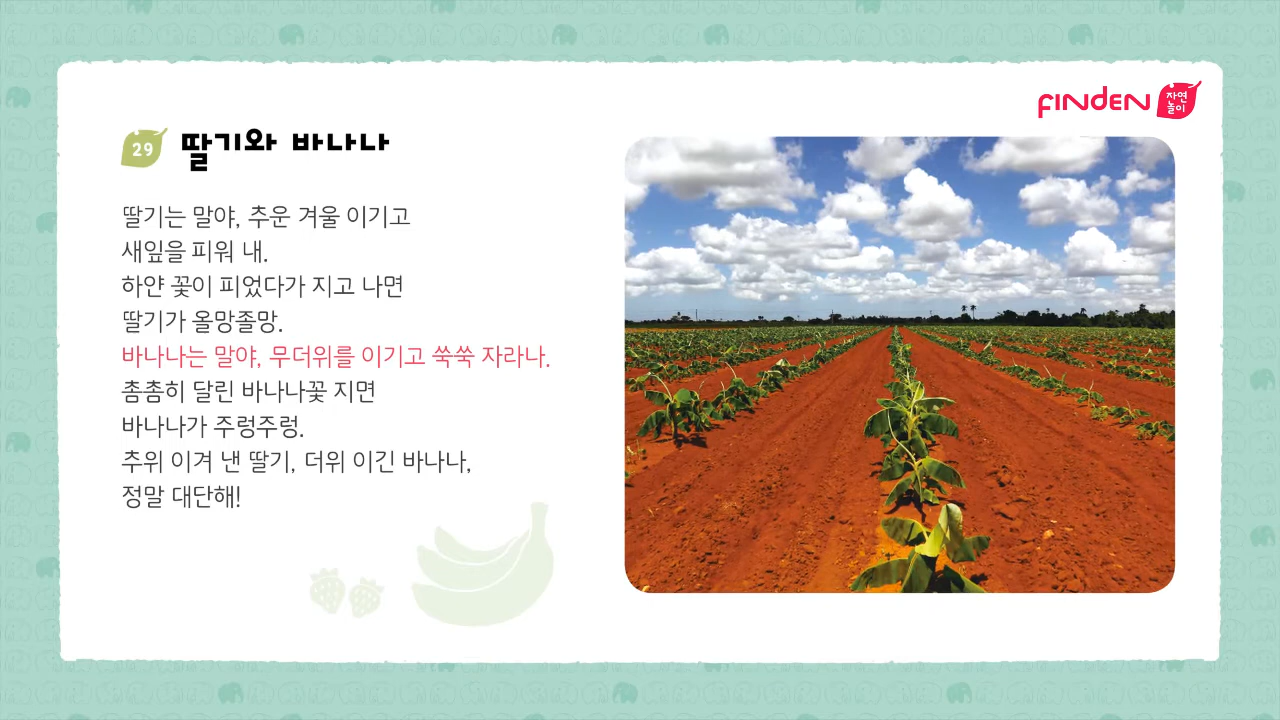 FINDEN 자연
놀이
29 딸기와 바나나
딸기는 말야, 추운 겨울 이기고
새잎을 피워 내.
하얀 꽃이 피었다가 지고 나면
딸기가 올망졸망.
바나나는 말야, 무더위를 이기고 쑥쑥 자라나.
촘촘히 달린 바나나꽃 지면
바나나가 주렁주렁.
추위 이겨 낸 딸기, 더위 이긴 바나나,
정말 대단해!